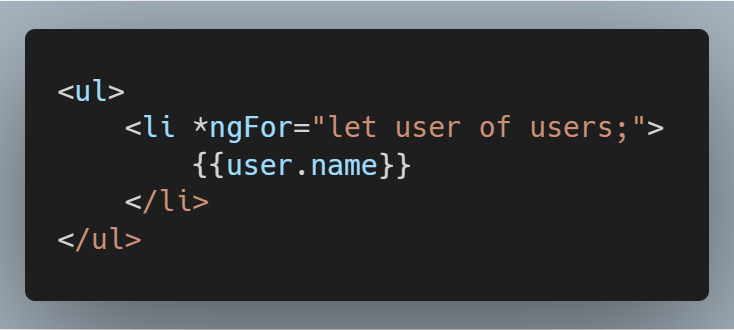 <ul>
    <li *ngFor="let user of users;">
        {{user.name}}
    </li>
</ul>